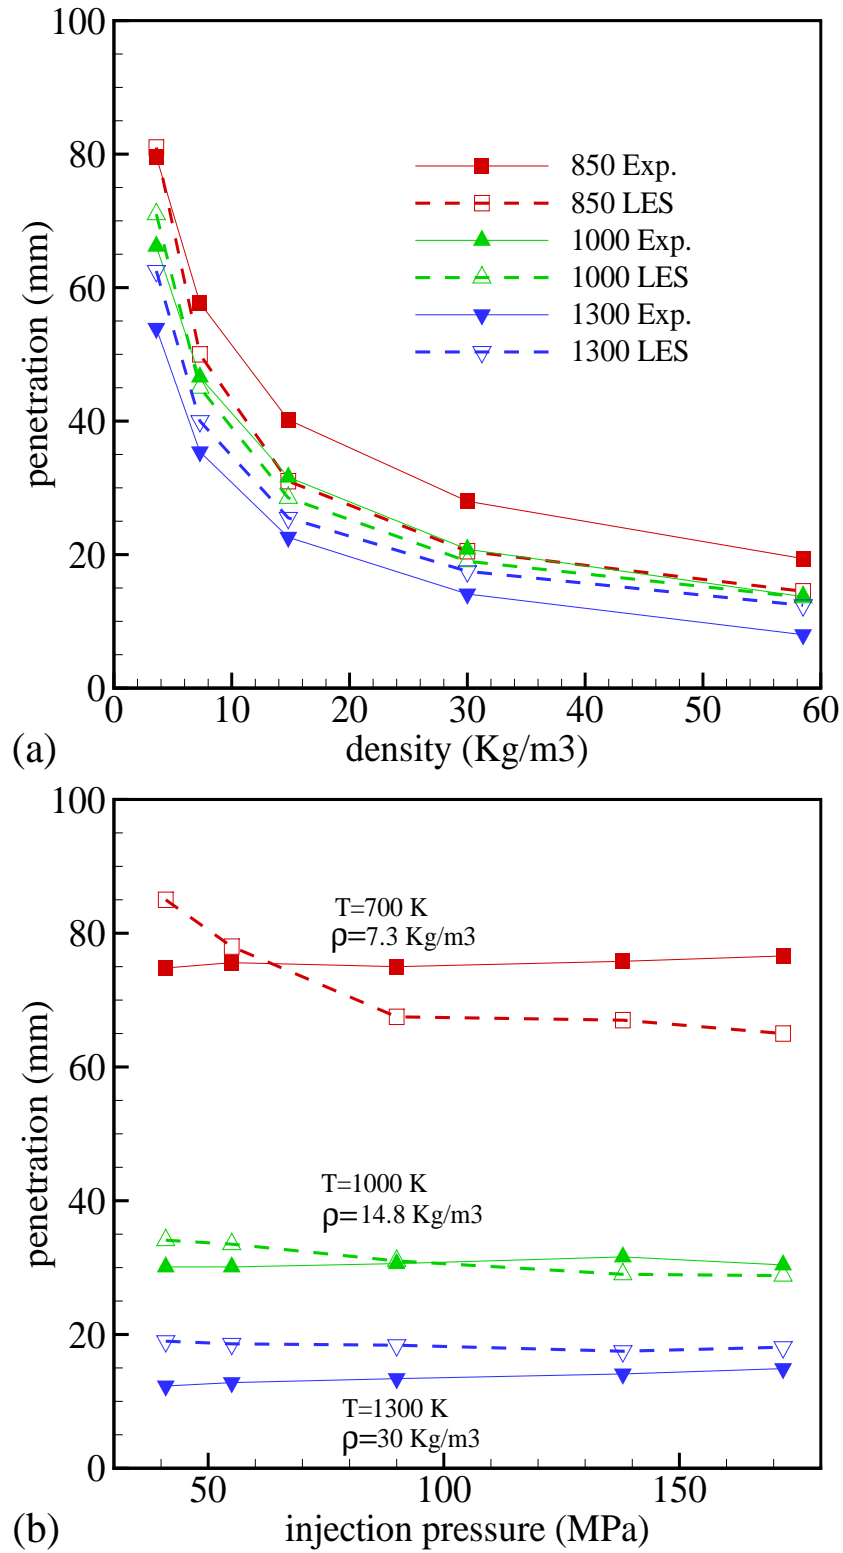 100
80
60
40
20
0
penetration (mm)
850 Exp.
850 LES
1000 Exp.
1000 LES
1300 Exp.
1300 LES
0 10 20 30 40 50 60
(a) density (Kg/m3)
100
80
60
40
20
0
penetration (mm)
T=700 K
ρ=7.3 Kg/m3
T=1000 K
ρ=14.8 Kg/m3
T=1300 K
ρ=30 Kg/m3
50 100 150
(b) injection pressure (MPa)